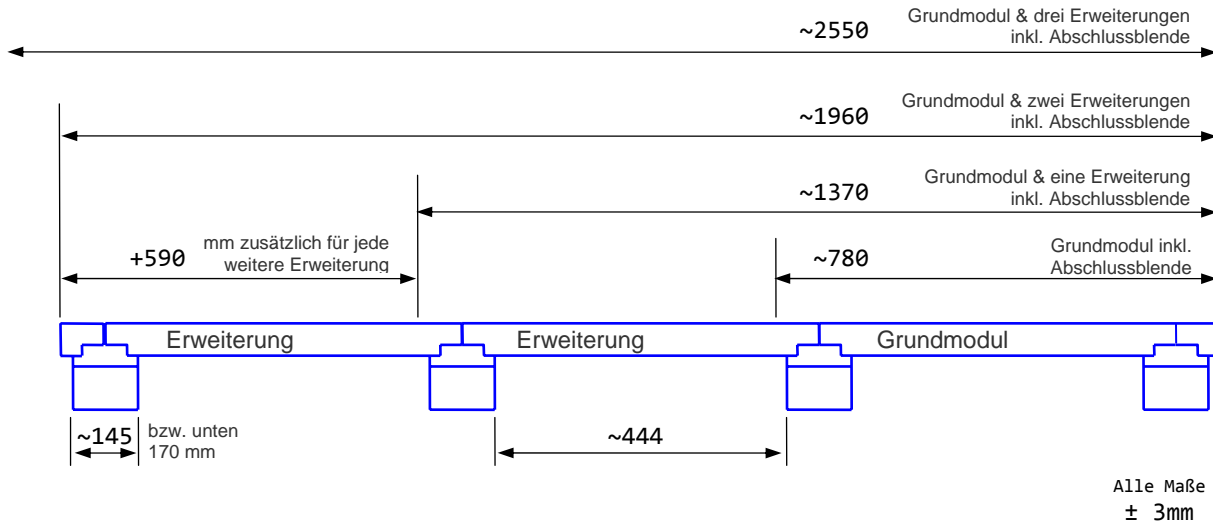 ~2550
Grundmodul & drei Erweiterungen
inkl. Abschlussblende
~1960
Grundmodul & zwei Erweiterungen
inkl. Abschlussblende
~1370
Grundmodul & eine Erweiterung
inkl. Abschlussblende
+590
mm zusätzlich für jede
weitere Erweiterung
~780
Grundmodul inkl.
Abschlussblende
Erweiterung
Erweiterung
Grundmodul
~145
bzw. unten
170 mm
~444
Alle Maße
± 3mm